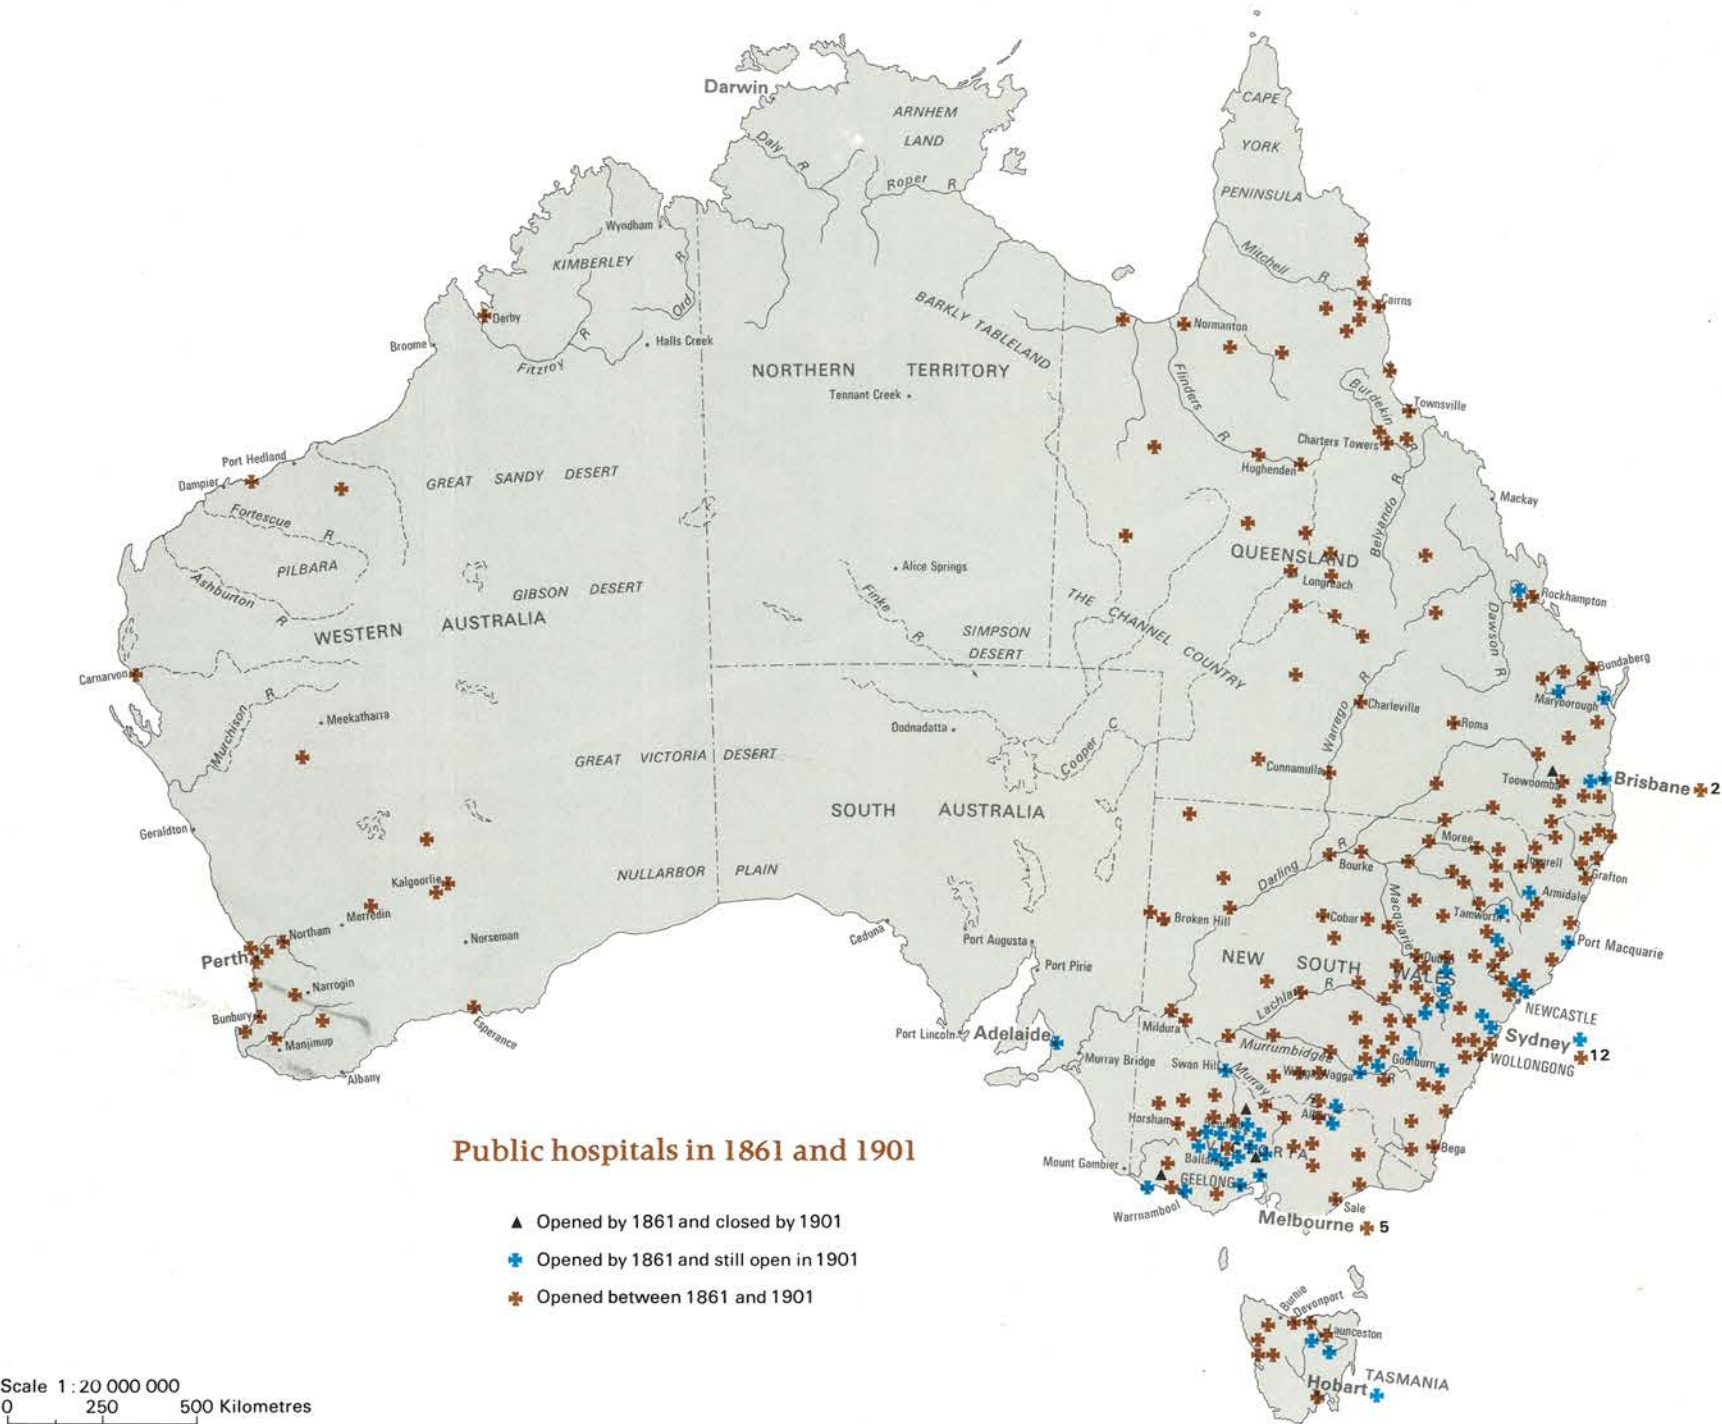 Darwin
ARNHEM
LAND
CAPE
YORK
PENINSULA
Daly R
Roper R
Wyndham
KIMBERLEY
Ord R
Mitchell R
Cairns
BARKLY TABLELAND
Derby
Normanton
Broome
Halls Creek
Fitzroy R
NORTHERN TERRITORY
Tennant Creek
Flinders R
Burdekin R
Townsville
Charters Towers
Port Hedland
Hughenden
Dampier
GREAT SANDY DESERT
Mackay
Belyando R
Fortescue R
QUEENSLAND
PILBARA
Alice Springs
Longreach
Ashburton R
GIBSON DESERT
Finke R
THE CHANNEL COUNTRY
Rockhampton
Dawson R
WESTERN AUSTRALIA
SIMPSON
DESERT
Bundaberg
Carnarvon
Maryborough
Murchison R
Meekatharra
Charleville
Warrego R
Roma
Oodnadatta
Cooper C
GREAT VICTORIA DESERT
Cunnamulla
Toowoomba
Brisbane 2
SOUTH AUSTRALIA
Geraldton
Moree
Inverell
Bourke
Darling R
NULLARBOR PLAIN
Grafton
Kalgoorlie
Armidale
Merredin
Broken Hill
Cobar
Macquarie
Tamworth
Northam
Norseman
Ceduna
Port Augusta
Port Macquarie
Perth
Port Pirie
NEW SOUTH WALES
Dubbo
Narrogin
Lachlan R
NEWCASTLE
Bunbury
Esperance
Port Lincoln
Adelaide
Mildura
Sydney 12
Manjimup
Murray Bridge
Swan Hill
Murrumbidgee R
Goulburn
WOLLONGONG
Albany
Murray R
Wagga Wagga
Horsham
Albury
Public hospitals in 1861 and 1901
VICTORIA
Bega
Mount Gambier
Ballarat
GEELONG
Warrnambool
Sale
Melbourne 5
Opened by 1861 and closed by 1901
Opened by 1861 and still open in 1901
Opened between 1861 and 1901
Burnie
Devonport
Launceston
Hobart
TASMANIA
Scale 1:20 000 000
0 250 500 Kilometres